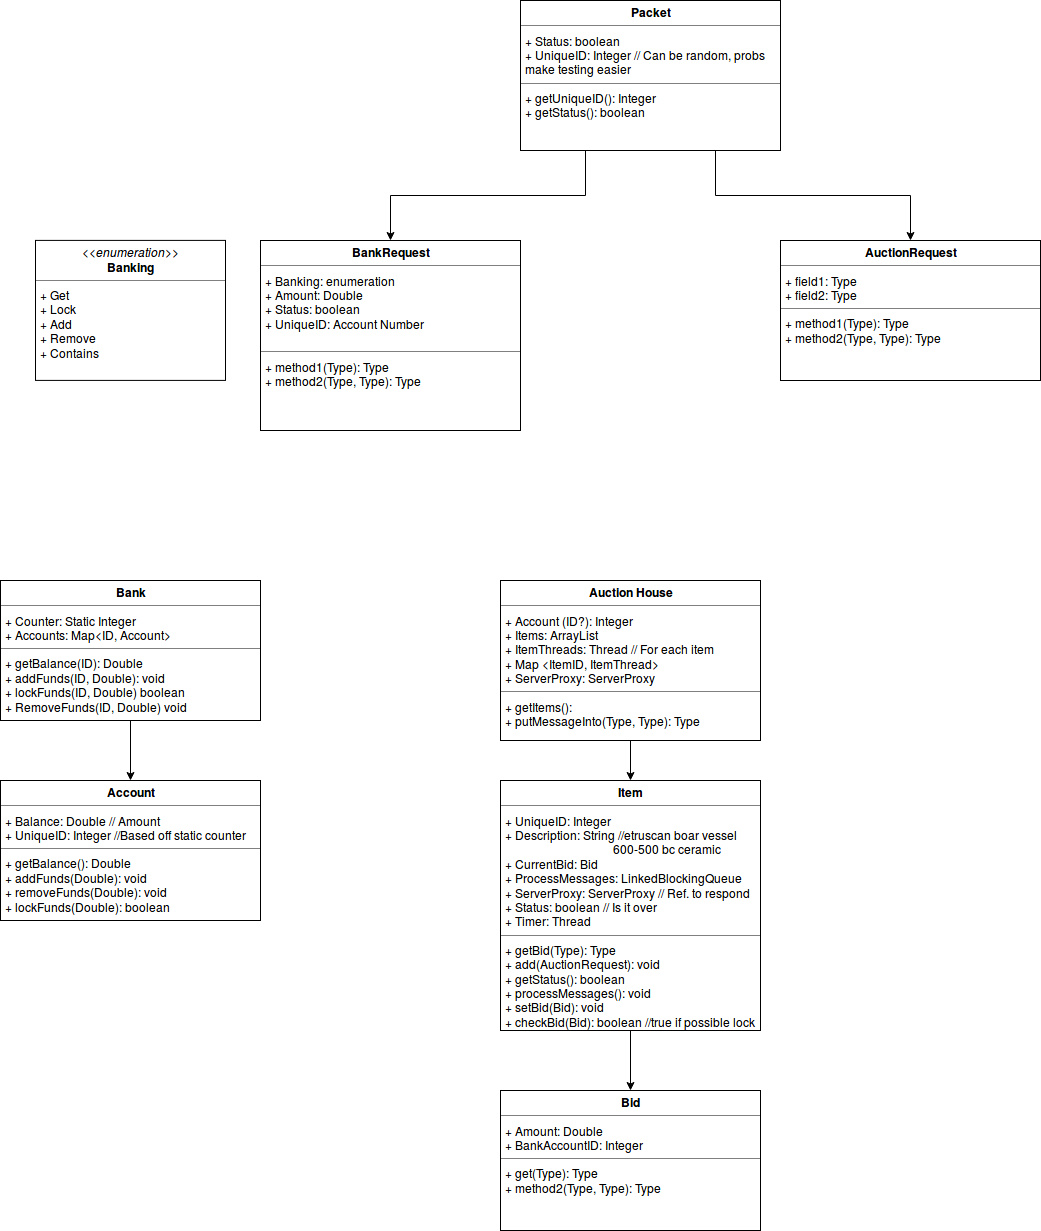 Packet
+ Status: boolean
+ UniqueID: Integer // Can be random, probs
make testing easier
+ getUniqueID(): Integer
+ getStatus(): boolean
<<enumeration>>
Banking
+ Get
+ Lock
+ Add
+ Remove
+ Contains
BankRequest
+ Banking: enumeration
+ Amount: Double
+ Status: boolean
+ UniqueID: Account Number
+ method1(Type): Type
+ method2(Type, Type): Type
AuctionRequest
+ field1: Type
+ field2: Type
+ method1(Type): Type
+ method2(Type, Type): Type
Bank
+ Counter: Static Integer
+ Accounts: Map<ID, Account>
+ getBalance(ID): Double
+ addFunds(ID, Double): void
+ lockFunds(ID, Double) boolean
+ RemoveFunds(ID, Double) void
Account
+ Balance: Double // Amount
+ UniqueID: Integer //Based off static counter
+ getBalance(): Double
+ addFunds(Double): void
+ removeFunds(Double): void
+ lockFunds(Double): boolean
Auction House
+ Account (ID?): Integer
+ Items: ArrayList
+ ItemThreads: Thread // For each item
+ Map <ItemID, ItemThread>
+ ServerProxy: ServerProxy
+ getItems():
+ putMessageInto(Type, Type): Type
Item
+ UniqueID: Integer
+ Description: String //etruscan boar vessel
600-500 bc ceramic
+ CurrentBid: Bid
+ ProcessMessages: LinkedBlockingQueue
+ ServerProxy: ServerProxy // Ref. to respond
+ Status: boolean // Is it over
+ Timer: Thread
+ getBid(Type): Type
+ add(AuctionRequest): void
+ getStatus(): boolean
+ processMessages(): void
+ setBid(Bid): void
+ checkBid(Bid): boolean //true if possible lock
Bid
+ Amount: Double
+ BankAccountID: Integer
+ get(Type): Type
+ method2(Type, Type): Type